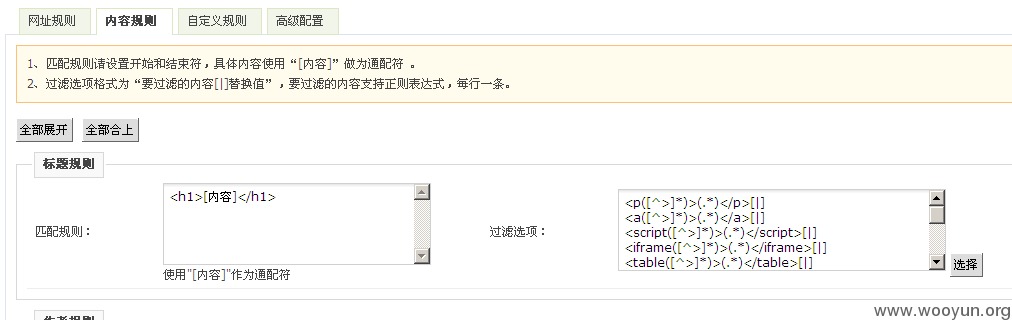 网址规则 内容规则 自定义规则 高级配置
1、匹配规则请设置开始和结束符，具体内容使用“[内容]”做为通配符 。
2、过滤选项格式为“要过滤的内容[|]替换值” ，要过滤的内容支持正则表达式，每行一条。
全部展开 全部合上
标题规则
<h1>[内容]</h1>
匹配规则：
使用"[内容]"作为通配符
过滤选项：
<p([^>]*)>(.*)</p>[|]
<a([^>]*)>(.*)</a>[|]
<script([^>]*)>(.*)</script>[|]
<iframe([^>]*)>(.*)</iframe>[|]
<table([^>]*)>(.*)</table>[|]
选择
作者规则
www.wooyun.org